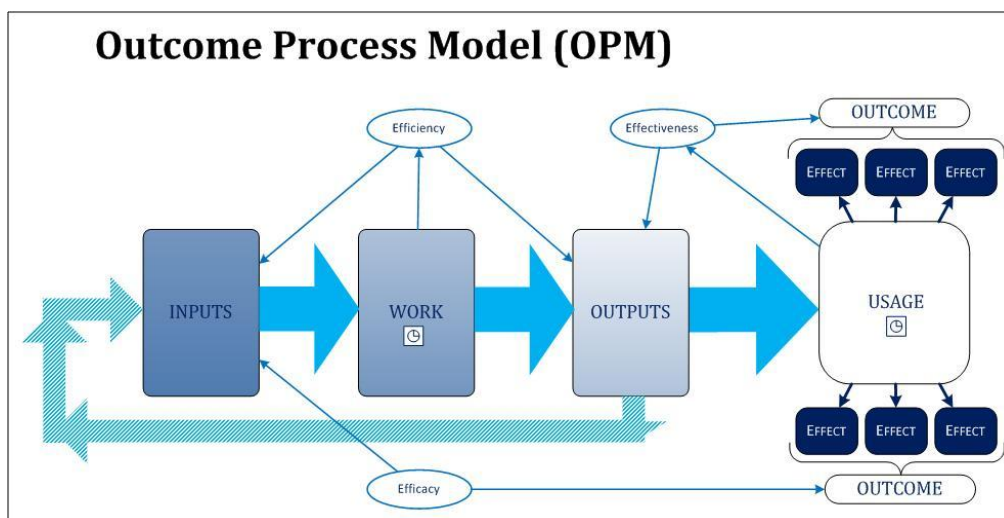 Outcome Process Model (OPM)
Efficiency
Effectiveness
OUTCOME
EFFECT
EFFECT
EFFECT
INPUTS
WORK
OUTPUTS
USAGE
EFFECT
EFFECT
EFFECT
Efficacy
OUTCOME